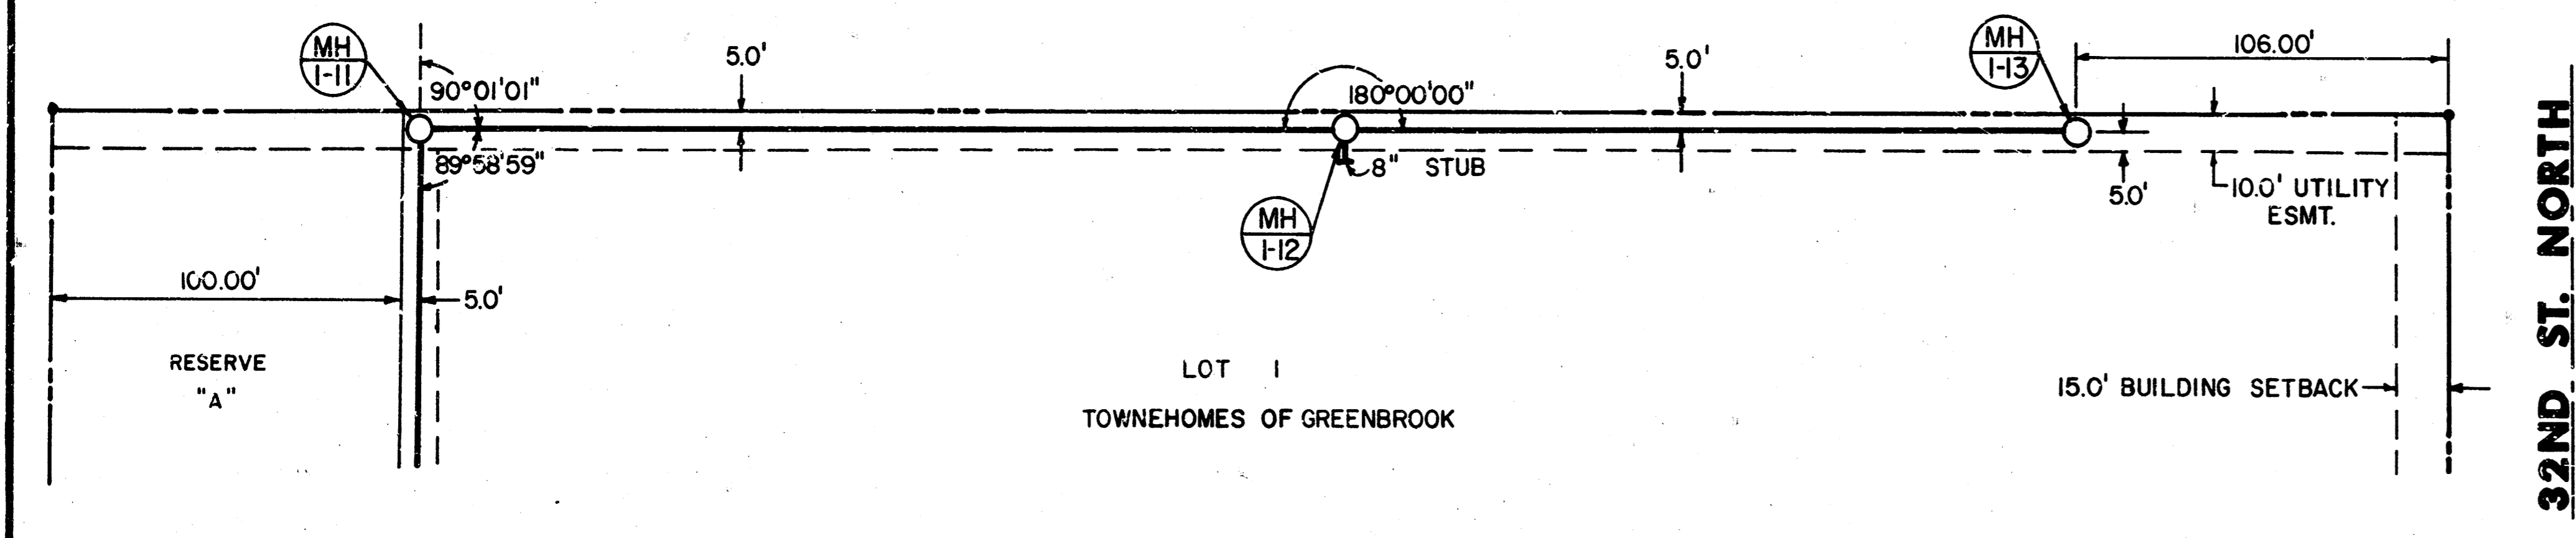 MH
1-11
90°01'01"
5.0'
180°00'00"
5.0'
MH
1-13
106.00'
89°58'59"
8" STUB
MH
1-12
5.0'
10.0' UTILITY
ESMT.
100.00'
5.0'
RESERVE
"A"
LOT 1
TOWNEHOMES OF GREENBROOK
15.0' BUILDING SETBACK
32ND ST. NORTH